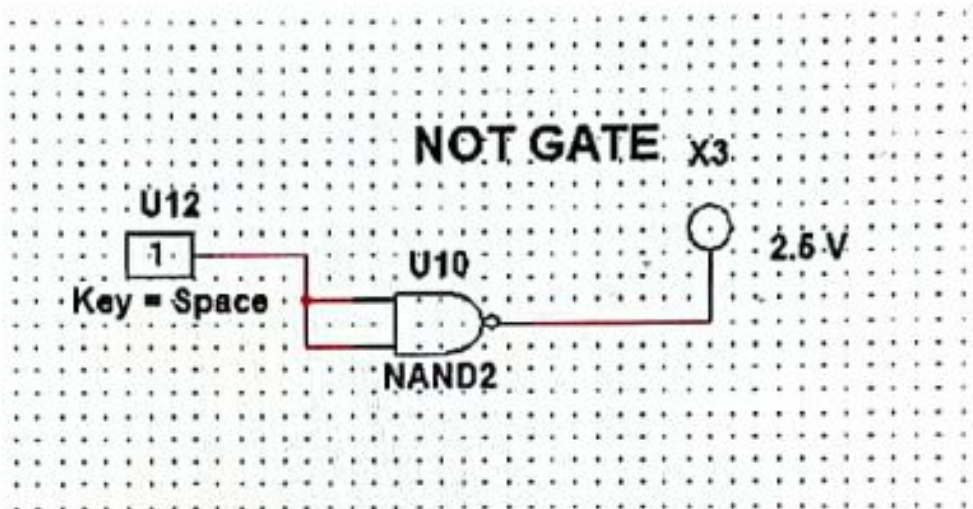 NOT GATE
X3
U12
1
2.5 V
U10
Key = Space
NAND2